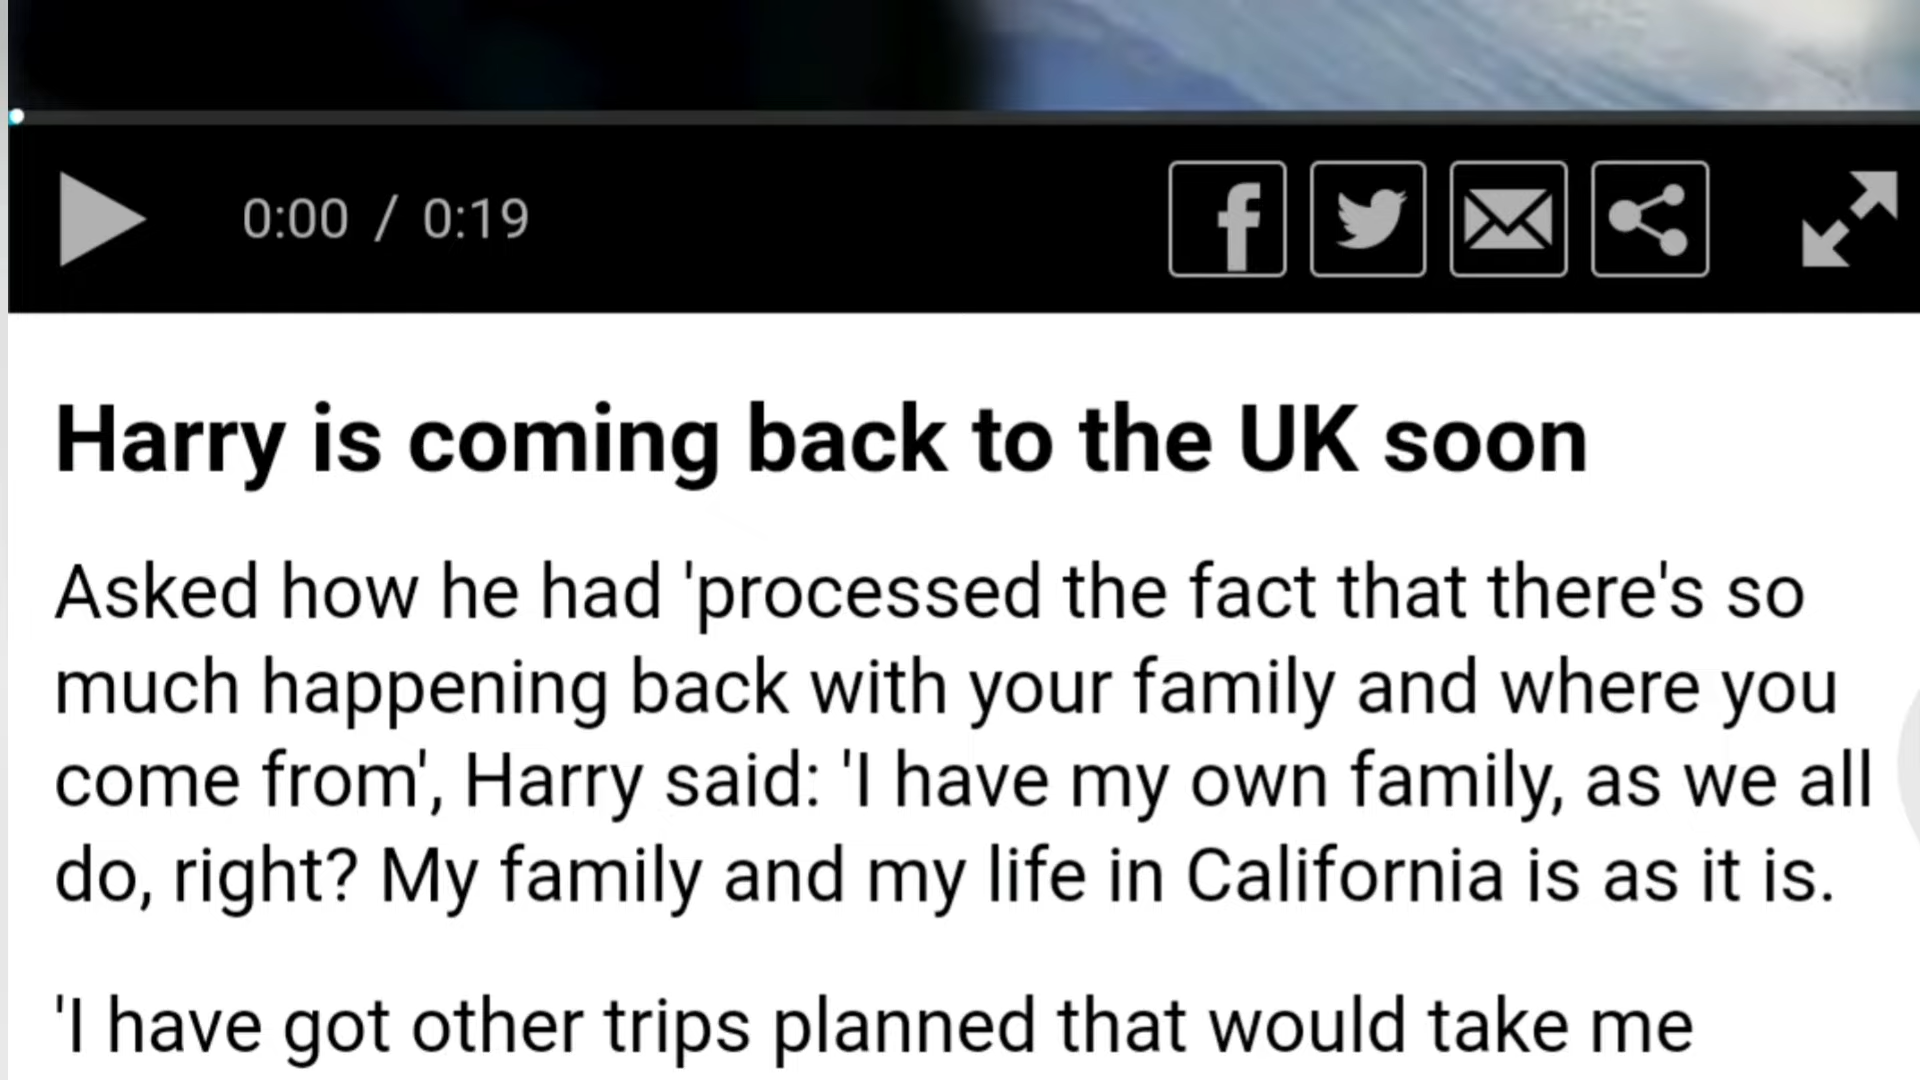 0:00 / 0:19
Harry is coming back to the UK soon
Asked how he had 'processed the fact that there's so
much happening back with your family and where you
come from', Harry said: 'I have my own family, as we all
do, right? My family and my life in California is as it is.
'I have got other trips planned that would take me